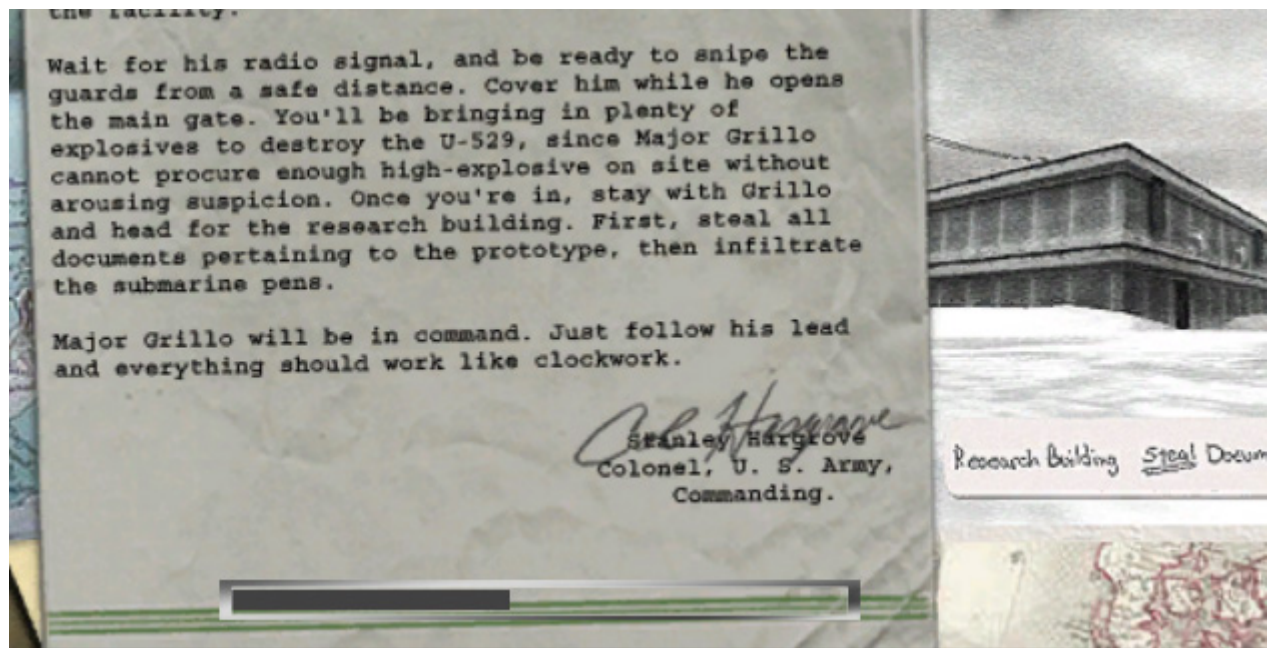 the facility.
Wait for his radio signal, and be ready to snipe the
guards from a safe distance. Cover him while he opens
the main gate. You'll be bringing in plenty of
explosives to destroy the U-529, since Major Grillo
cannot procure enough high-explosive on site without
arousing suspicion. Once you're in, stay with Grillo
and head for the research building. First, steal all
documents pertaining to the prototype, then infiltrate
the submarine pens.
Major Grillo will be in command. Just follow his lead
and everything should work like clockwork.
Stanley Hargrove
Colonel, U. S. Army,
Commanding.
Research Building Steal Docum